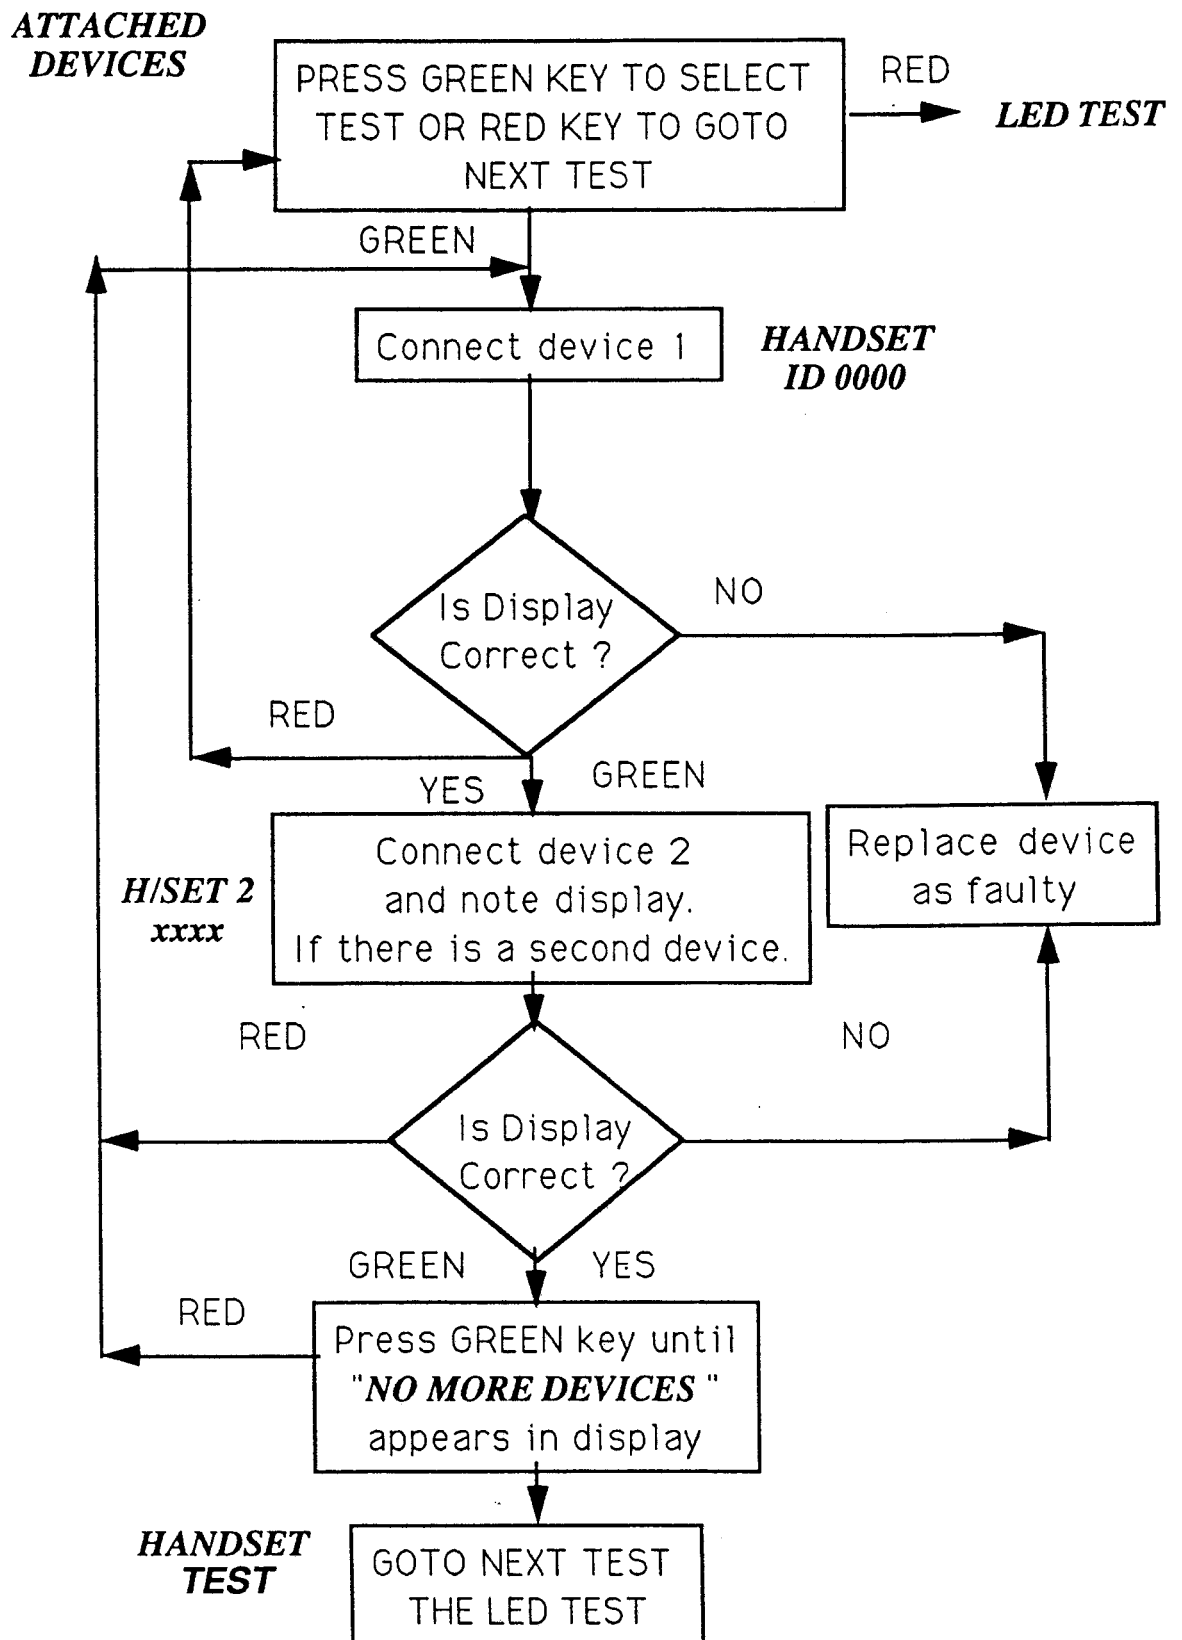 ATTACHED
DEVICES
PRESS GREEN KEY TO SELECT
TEST OR RED KEY TO GOTO
NEXT TEST
RED
LED TEST
GREEN
Connect device 1
HANDSET
ID 0000
Is Display
Correct ?
NO
RED
YES
GREEN
Connect device 2
and note display.
If there is a second device.
H/SET 2
xxxx
Replace device
as faulty
RED
NO
Is Display
Correct ?
GREEN
YES
RED
Press GREEN key until
"NO MORE DEVICES "
appears in display
HANDSET
TEST
GOTO NEXT TEST
THE LED TEST